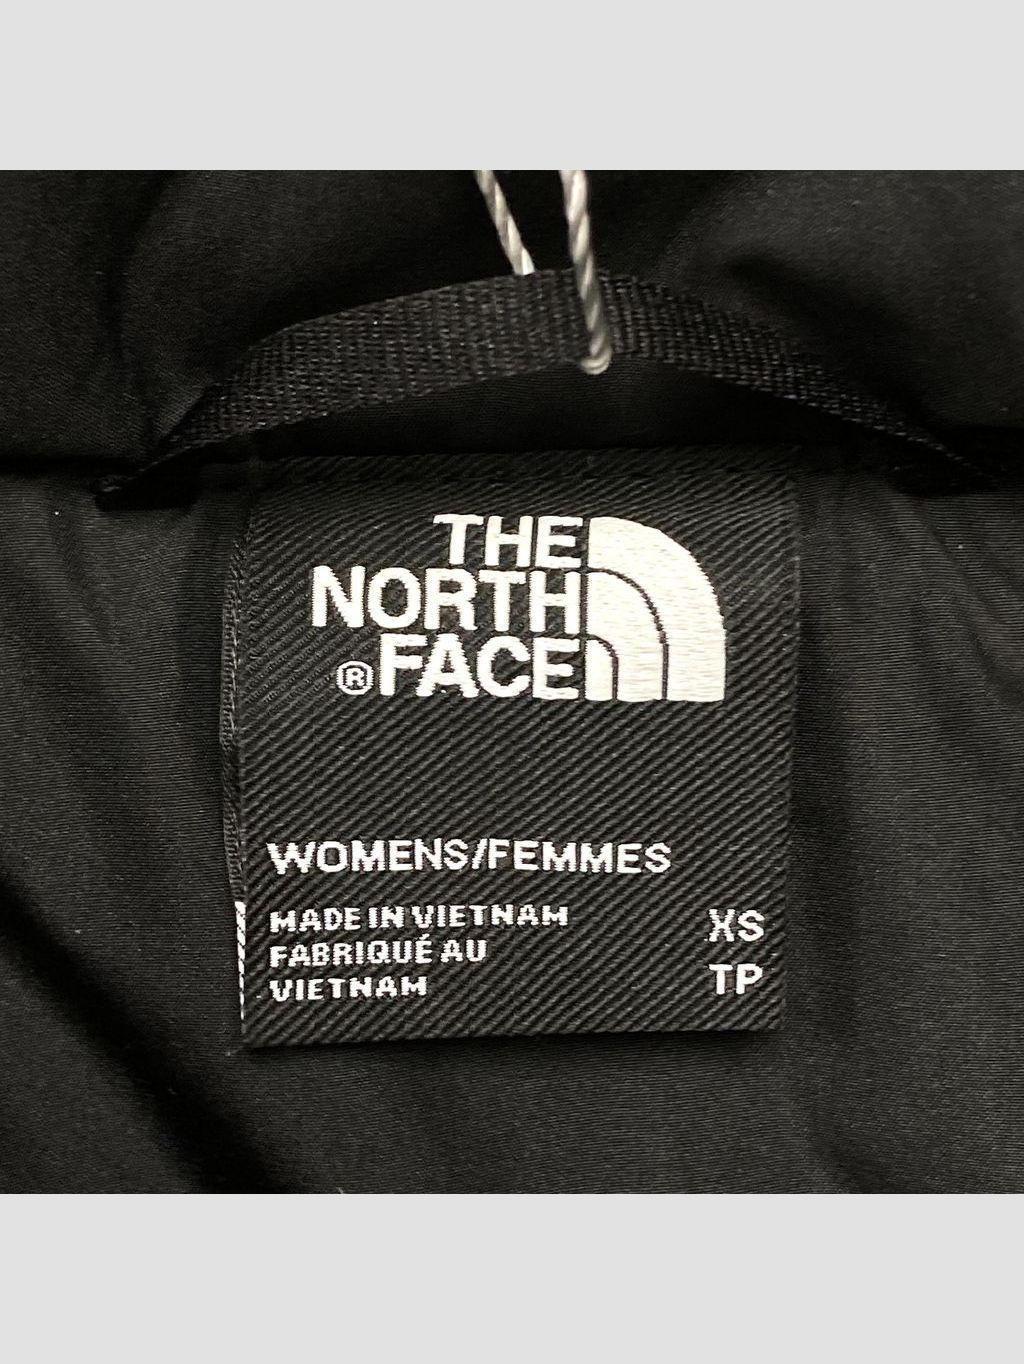 THE
NORTH
®FACE
WOMENS/FEMMES
MADE IN VIETNAM XS
FABRIQUÉ AU
VIETNAM TP